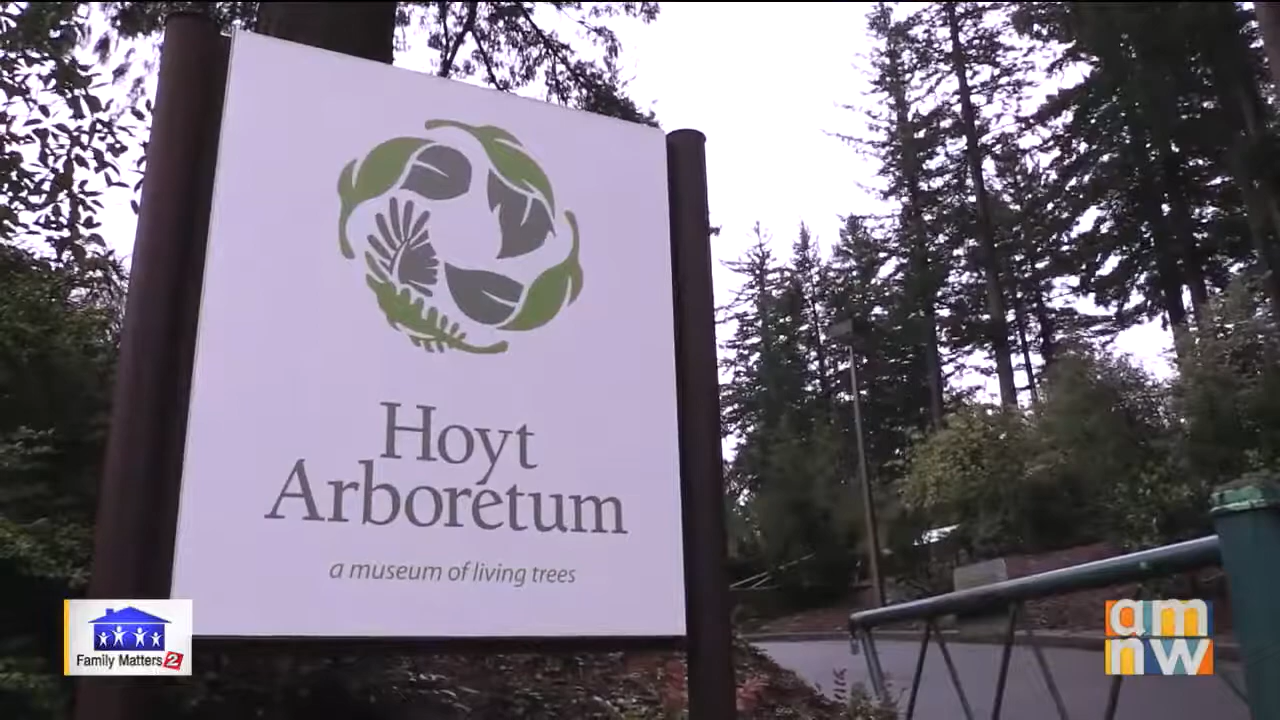 Hoyt
Arboretum
a museum of living trees
Family Matters 2
am
nw